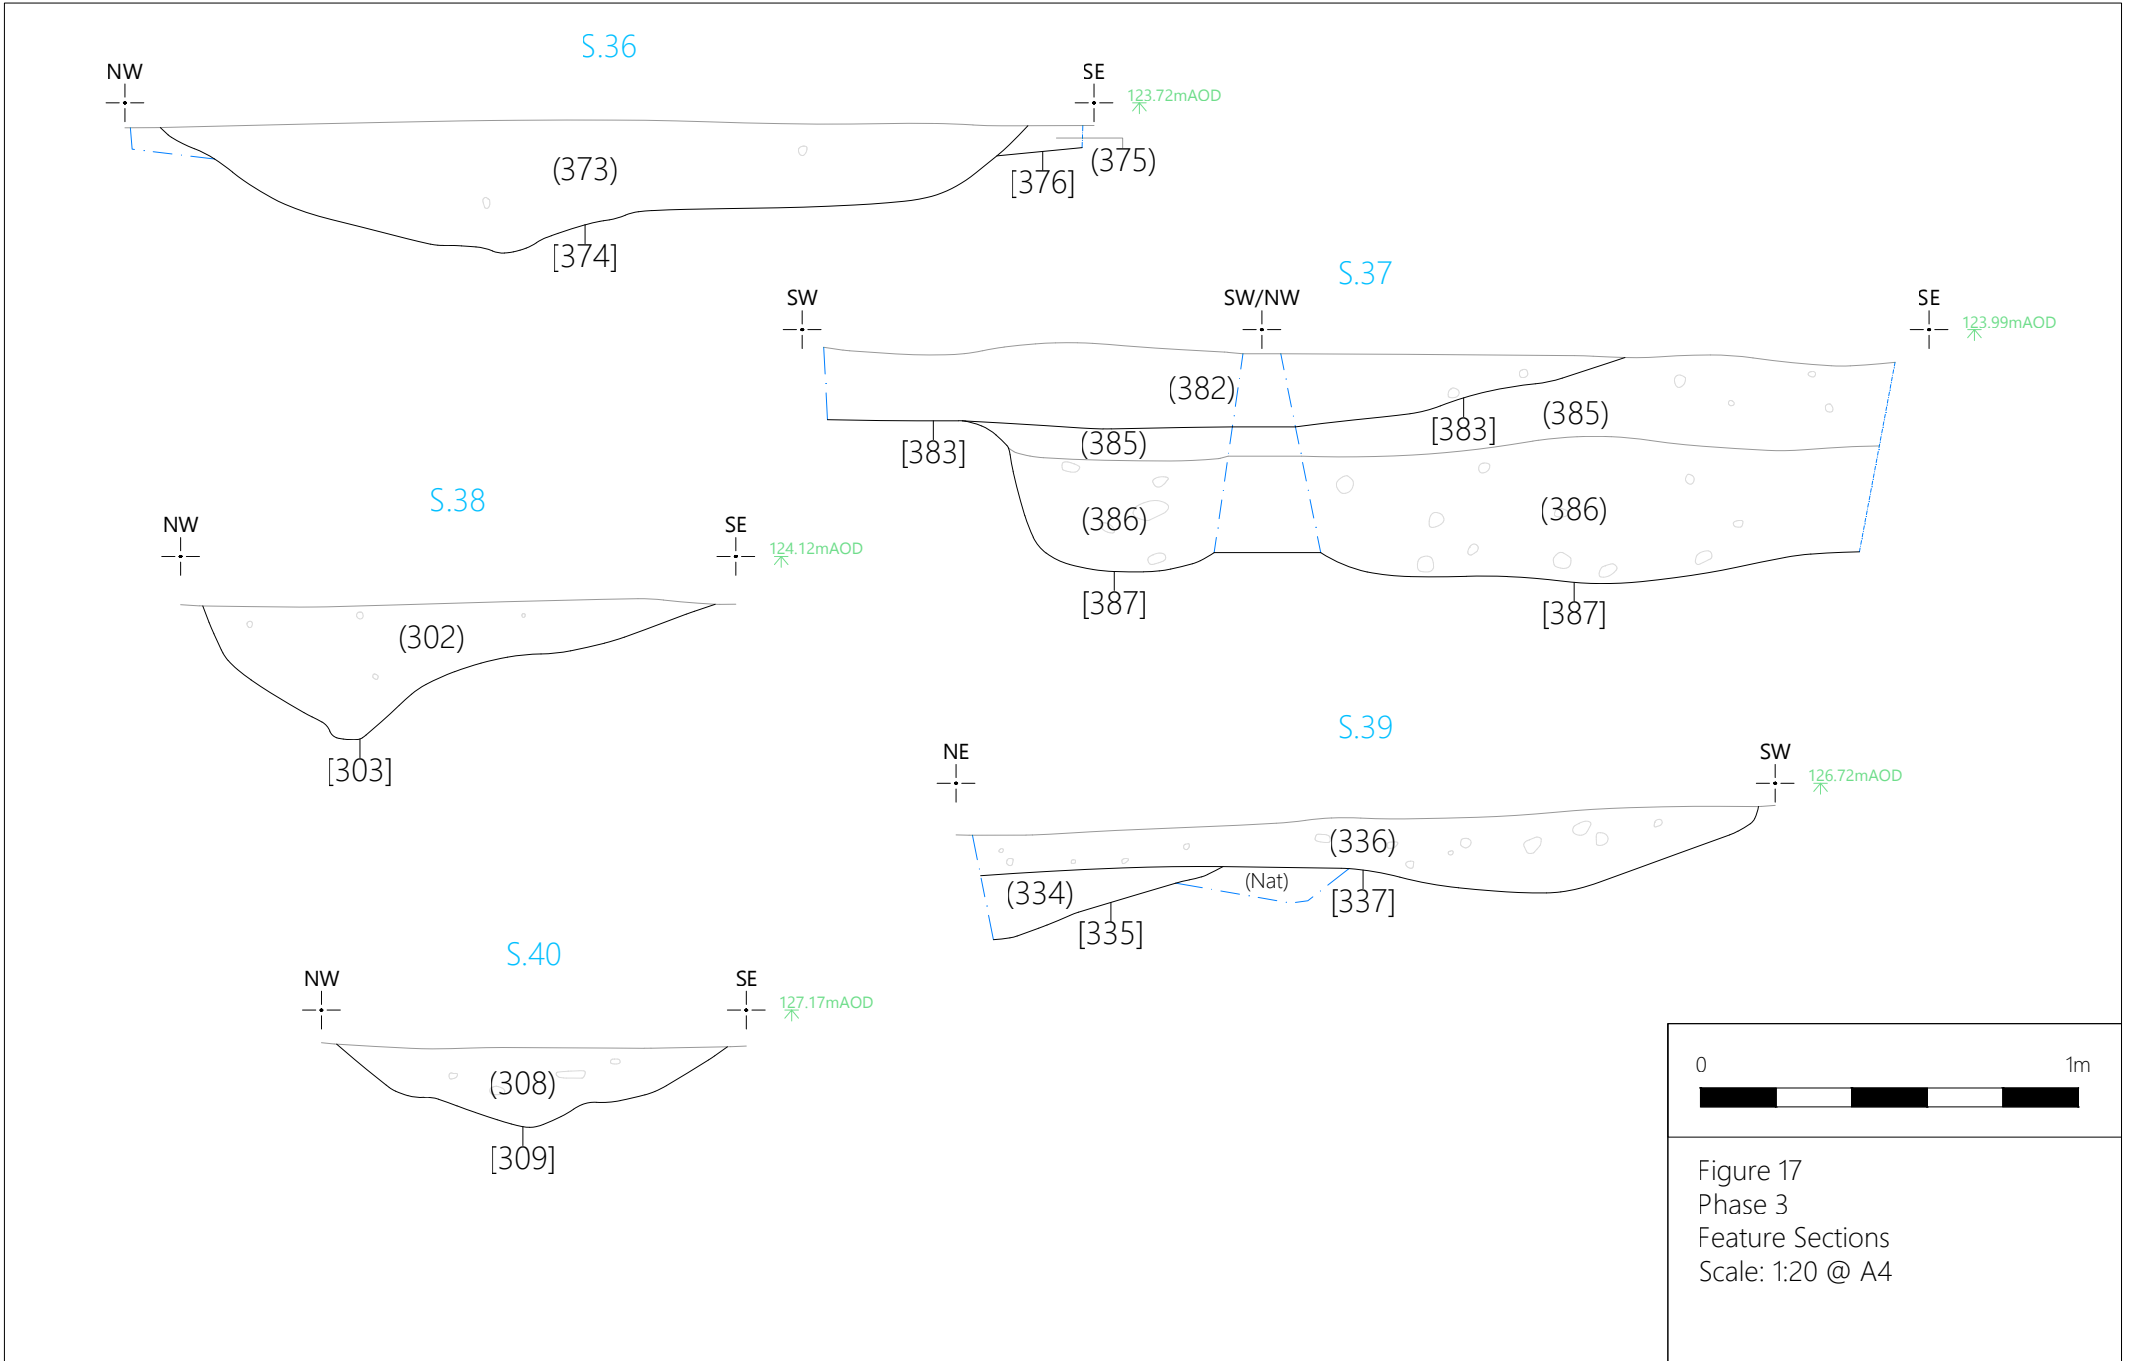 S.36
NW
SE
123.72mAOD
(373)
(375)
[376]
[374]
S.37
SW
SW/NW
SE
123.99mAOD
(382)
(385)
[383]
[383]
(385)
(386)
(386)
[387]
[387]
S.38
NW
SE
124.12mAOD
(302)
[303]
S.39
NE
SW
126.72mAOD
(336)
(334)
(Nat)
[337]
[335]
S.40
NW
SE
127.17mAOD
(308)
[309]
0 1m
Figure 17
Phase 3
Feature Sections
Scale: 1:20 @ A4